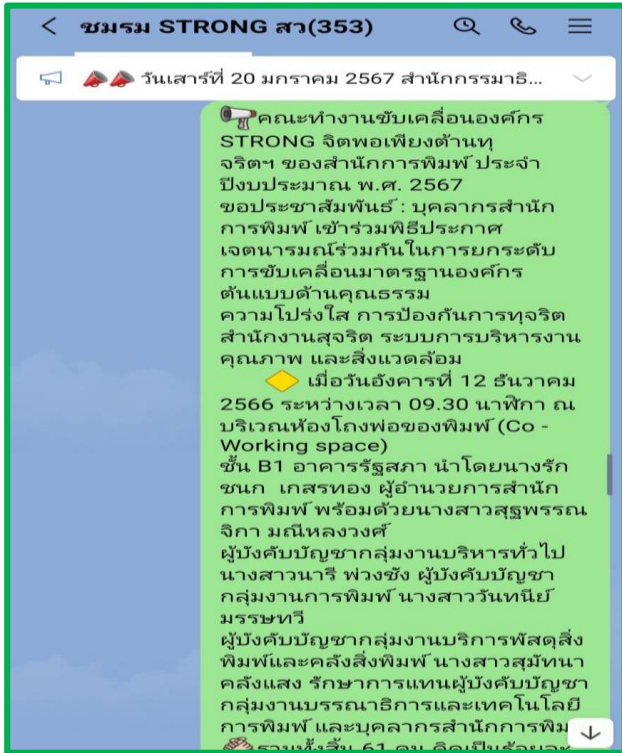 ชมรม STRONG สว(353)
วันเสาร์ที่ 20 มกราคม 2567 สำนักกรรมาธิ...
คณะทำงานขับเคลื่อนองค์กร
STRONG จิตพอเพียงต้านทุ
จริตฯ ของสำนักการพิมพ์ ประจำ
ปีงบประมาณ พ.ศ. 2567
ขอประชาสัมพันธ์ : บุคลากรสำนัก
การพิมพ์ เข้าร่วมพิธีประกาศ
เจตนารมณ์ร่วมกันในการยกระดับ
การขับเคลื่อนมาตรฐานองค์กร
ต้นแบบด้านคุณธรรม
ความโปร่งใส การป้องกันการทุจริต
สำนักงานสุจริต ระบบการบริหารงาน
คุณภาพ และสิ่งแวดล้อม
เมื่อวันอังคารที่ 12 ธันวาคม
2566 ระหว่างเวลา 09.30 นาฬิกา ณ
บริเวณห้องโถงพ่อของพิมพ์ (Co -
Working space)
ชั้น B1 อาคารรัฐสภา นำโดยนางรัก
ชนก เกสรทอง ผู้อำนวยการสำนัก
การพิมพ์ พร้อมด้วยนางสาวสุฐพรรณ
จิกา มณีหลงวงศ์
ผู้บังคับบัญชากลุ่มงานบริหารทั่วไป
นางสาวนารี พ่วงชัง ผู้บังคับบัญชา
กลุ่มงานการพิมพ์ นางสาววันทนีย์
มรรษทวี
ผู้บังคับบัญชากลุ่มงานบริการพัสดุสิ่ง
พิมพ์และคลังสิ่งพิมพ์ นางสาวสุมัทนา
คลังแสง รักษาการแทนผู้บังคับบัญชา
กลุ่มงานบรรณาธิการและเทคโนโลยี
การพิมพ์ และบุคลากรสำนักการพิม
รวมทั้งสิ้น 61 คน คิดเป็นร้อยละ